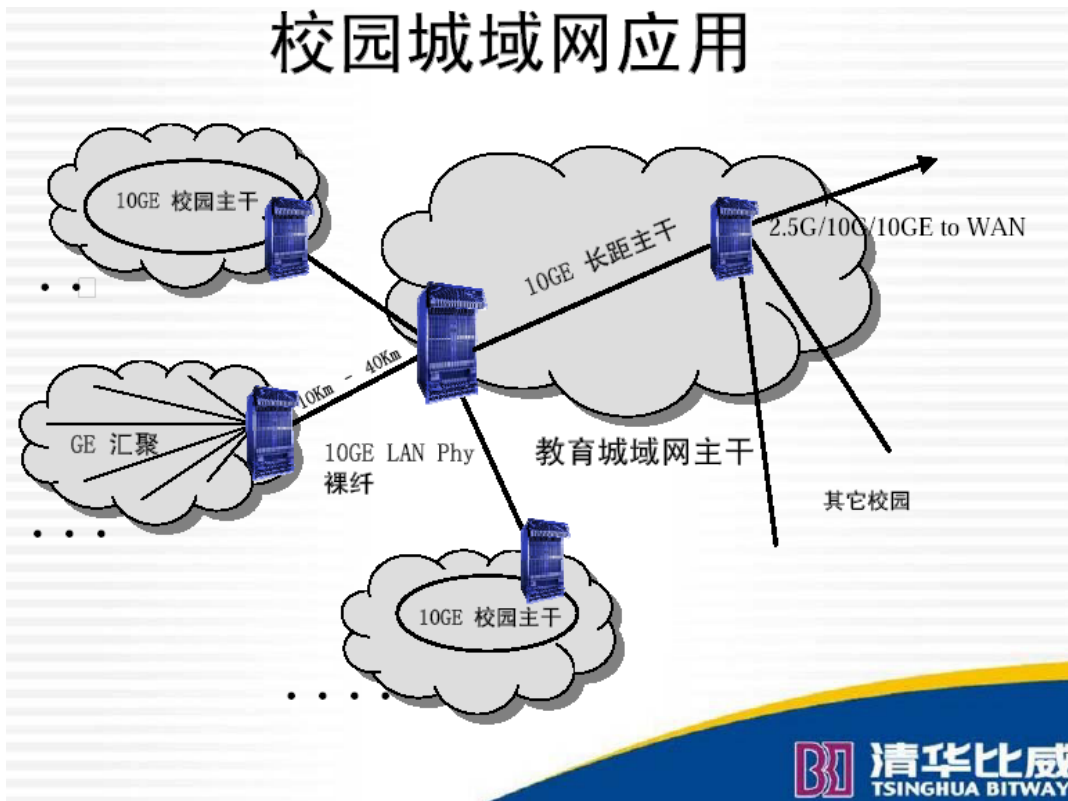 校园城域网应用
10GE 校园主干
10GE 长距主干
2.5G/10G/10GE to WAN
10Km - 40Km
GE 汇聚
10GE LAN Phy
裸纤
教育城域网主干
其它校园
10GE 校园主干
清华比威
TSINGHUA BITWAY